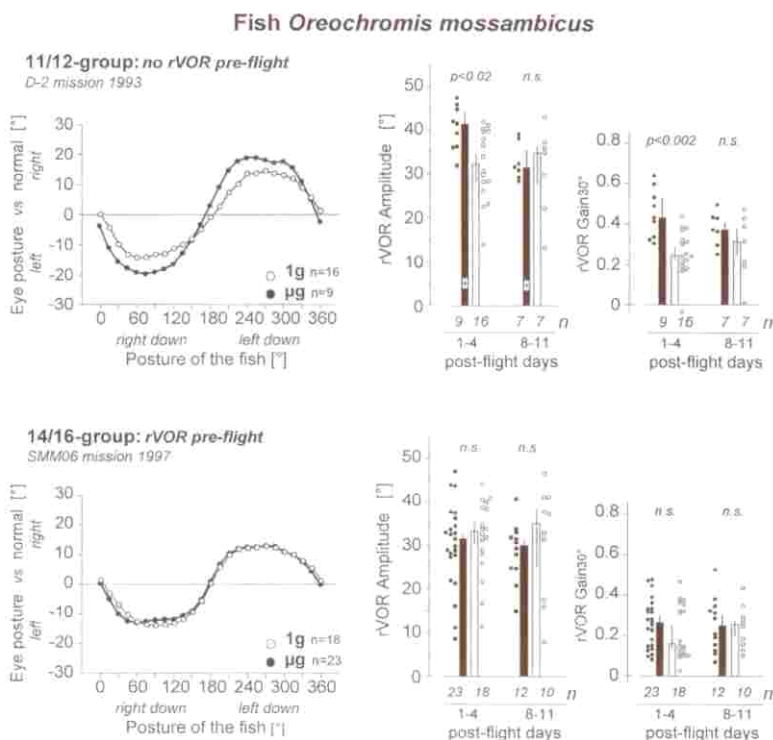 Fish Oreochromis mossambicus
11/12-group: no rVOR pre-flight
D-2 mission 1993
Eye posture vs normal [°]
left right
30
20
10
0
-10
-20
-30
1g n=16
µg n=9
0 60 120 180 240 300 360
right down left down
Posture of the fish [°]
rVOR Amplitude [°]
50
40
30
20
10
0
p<0.02 n.s.
9 16 7 7 n
1-4 8-11
post-flight days
rVOR Gain30°
0.8
0.6
0.4
0.2
0
p<0.002 n.s.
9 16 7 7 n
1-4 8-11
post-flight days
14/16-group: rVOR pre-flight
SMM06 mission 1997
Eye posture vs normal [°]
left right
30
20
10
0
-10
-20
-30
1g n=18
µg n=23
0 60 120 180 240 300 360
right down left down
Posture of the fish [°]
rVOR Amplitude [°]
50
40
30
20
10
0
n.s. n.s.
23 18 12 10 n
1-4 8-11
post-flight days
rVOR Gain30°
0.8
0.6
0.4
0.2
0
n.s. n.s.
23 18 12 10 n
1-4 8-11
post-flight days